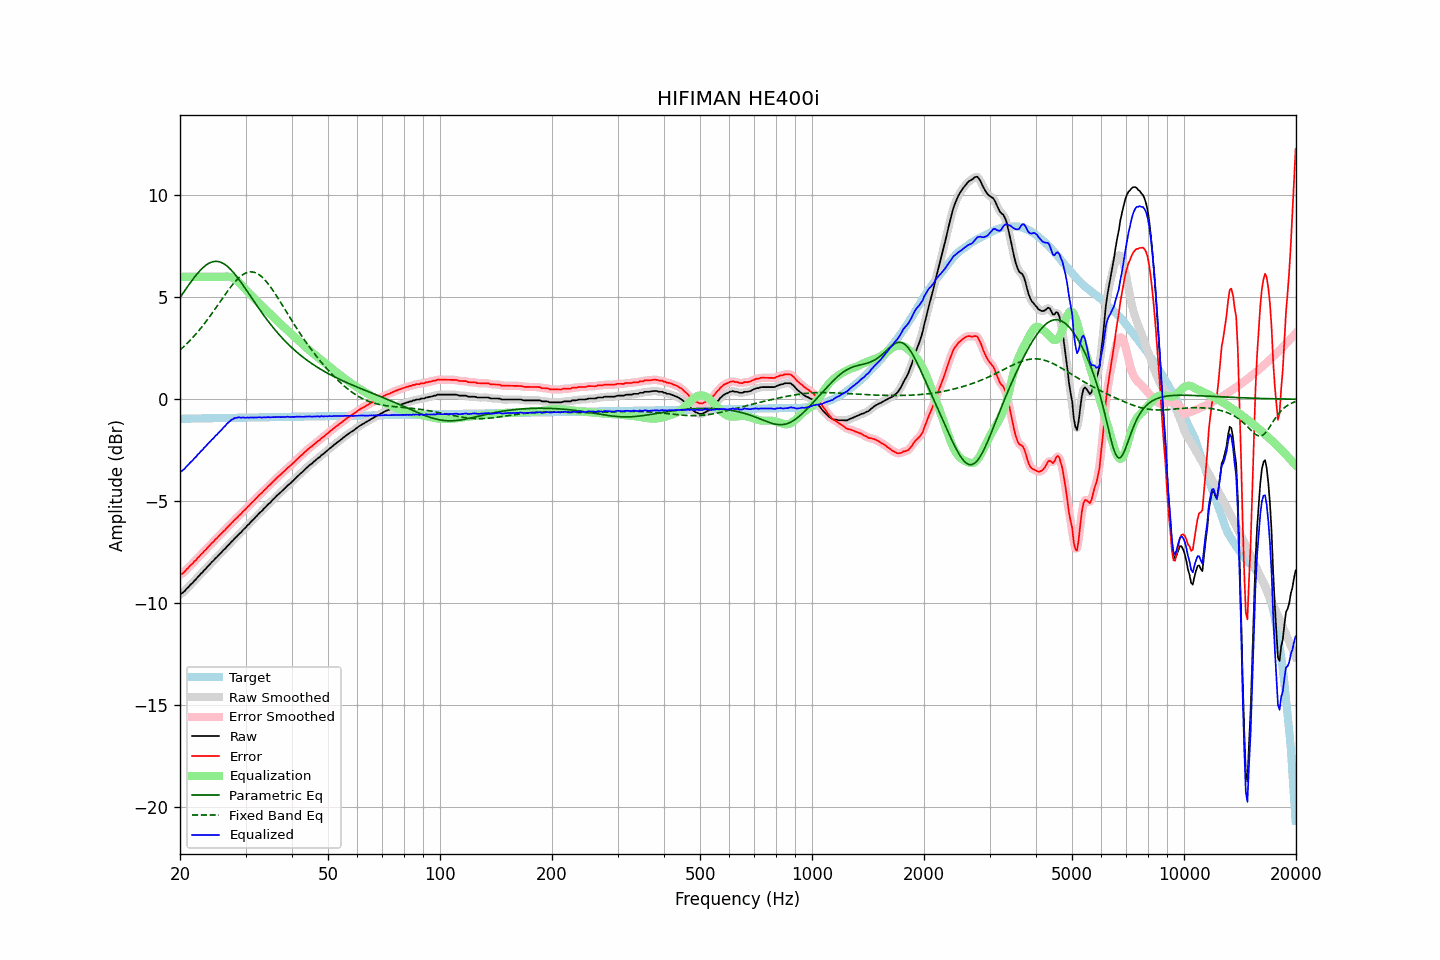 HIFIMAN HE400i
Amplitude (dBr)
10
5
0
−5
−10
−15
−20
Target
Raw Smoothed
Error Smoothed
Raw
Error
Equalization
Parametric Eq
Fixed Band Eq
Equalized
20
50
100
200
500
1000
2000
5000
10000
20000
Frequency (Hz)